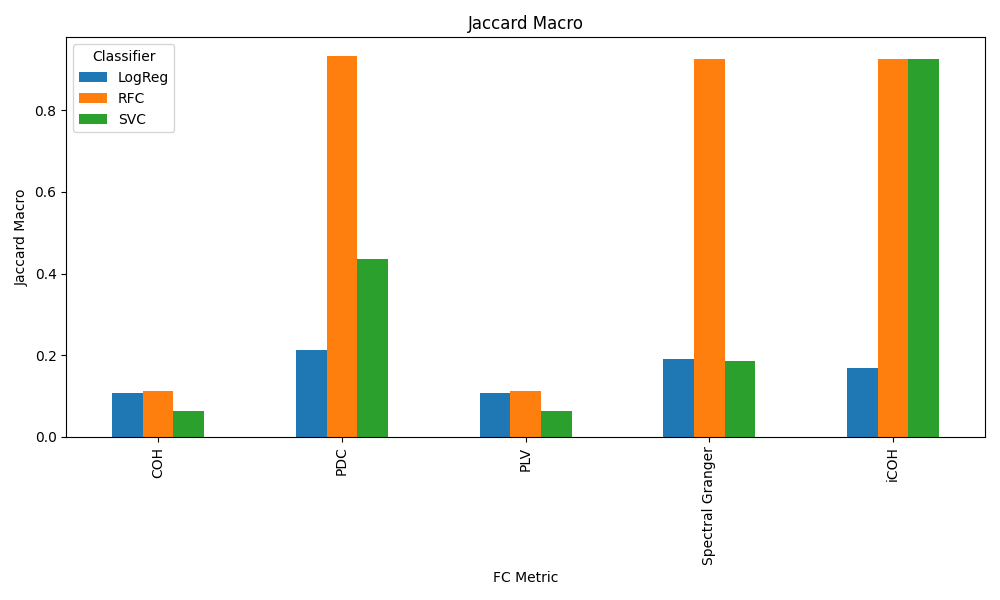 Jaccard Macro
Classifier
LogReg
RFC
SVC
Jaccard Macro
0.8
0.6
0.4
0.2
0.0
COH
PDC
PLV
Spectral Granger
iCOH
FC Metric